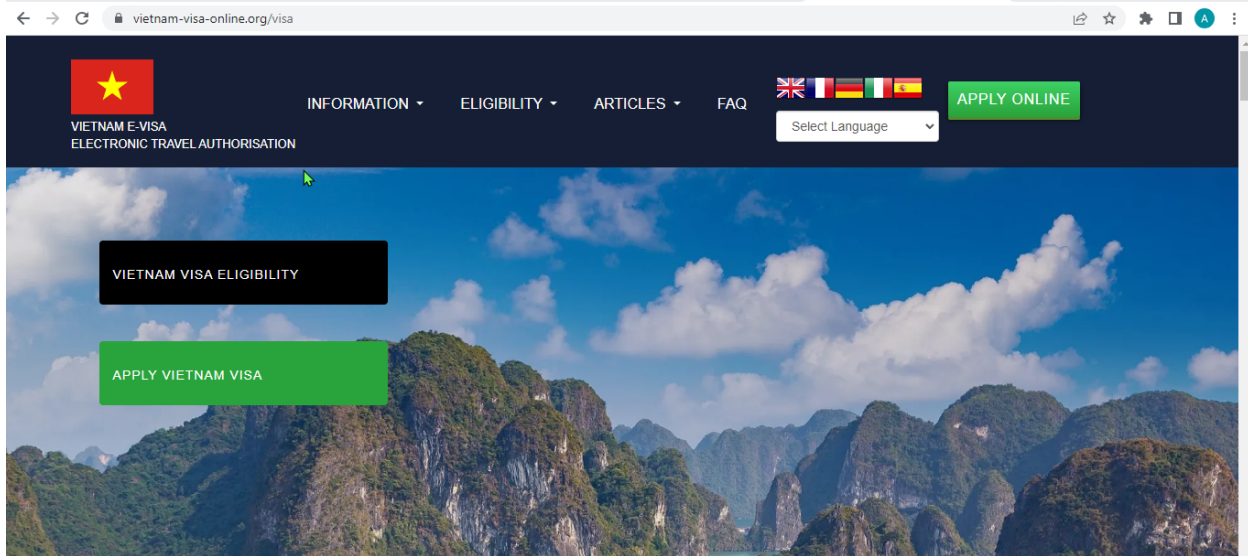 vietnam-visa-online.org/visa
A
VIETNAM E-VISA
ELECTRONIC TRAVEL AUTHORISATION
INFORMATION
ELIGIBILITY
ARTICLES
FAQ
Select Language
APPLY ONLINE
VIETNAM VISA ELIGIBILITY
APPLY VIETNAM VISA